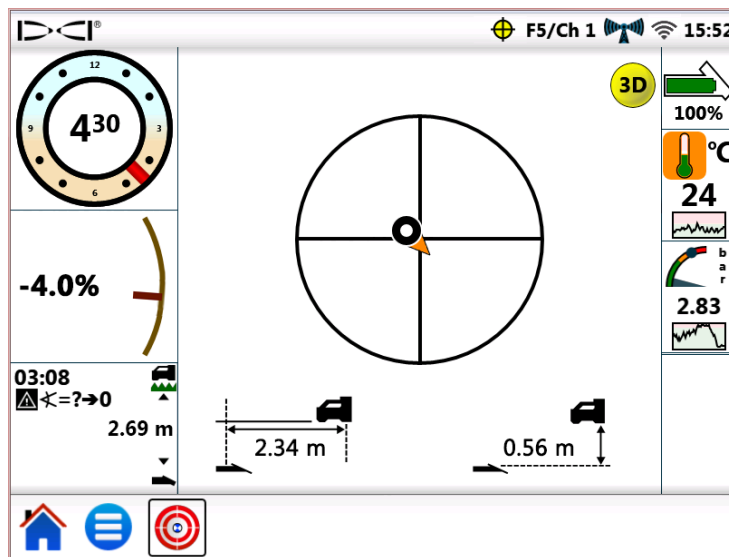 DCI®
F5/Ch 1
15:52
12
9
3
6
4³⁰
3D
100%
°C
24
-4.0%
b
a
r
2.83
03:08
=?→0
2.69 m
2.34 m
0.56 m